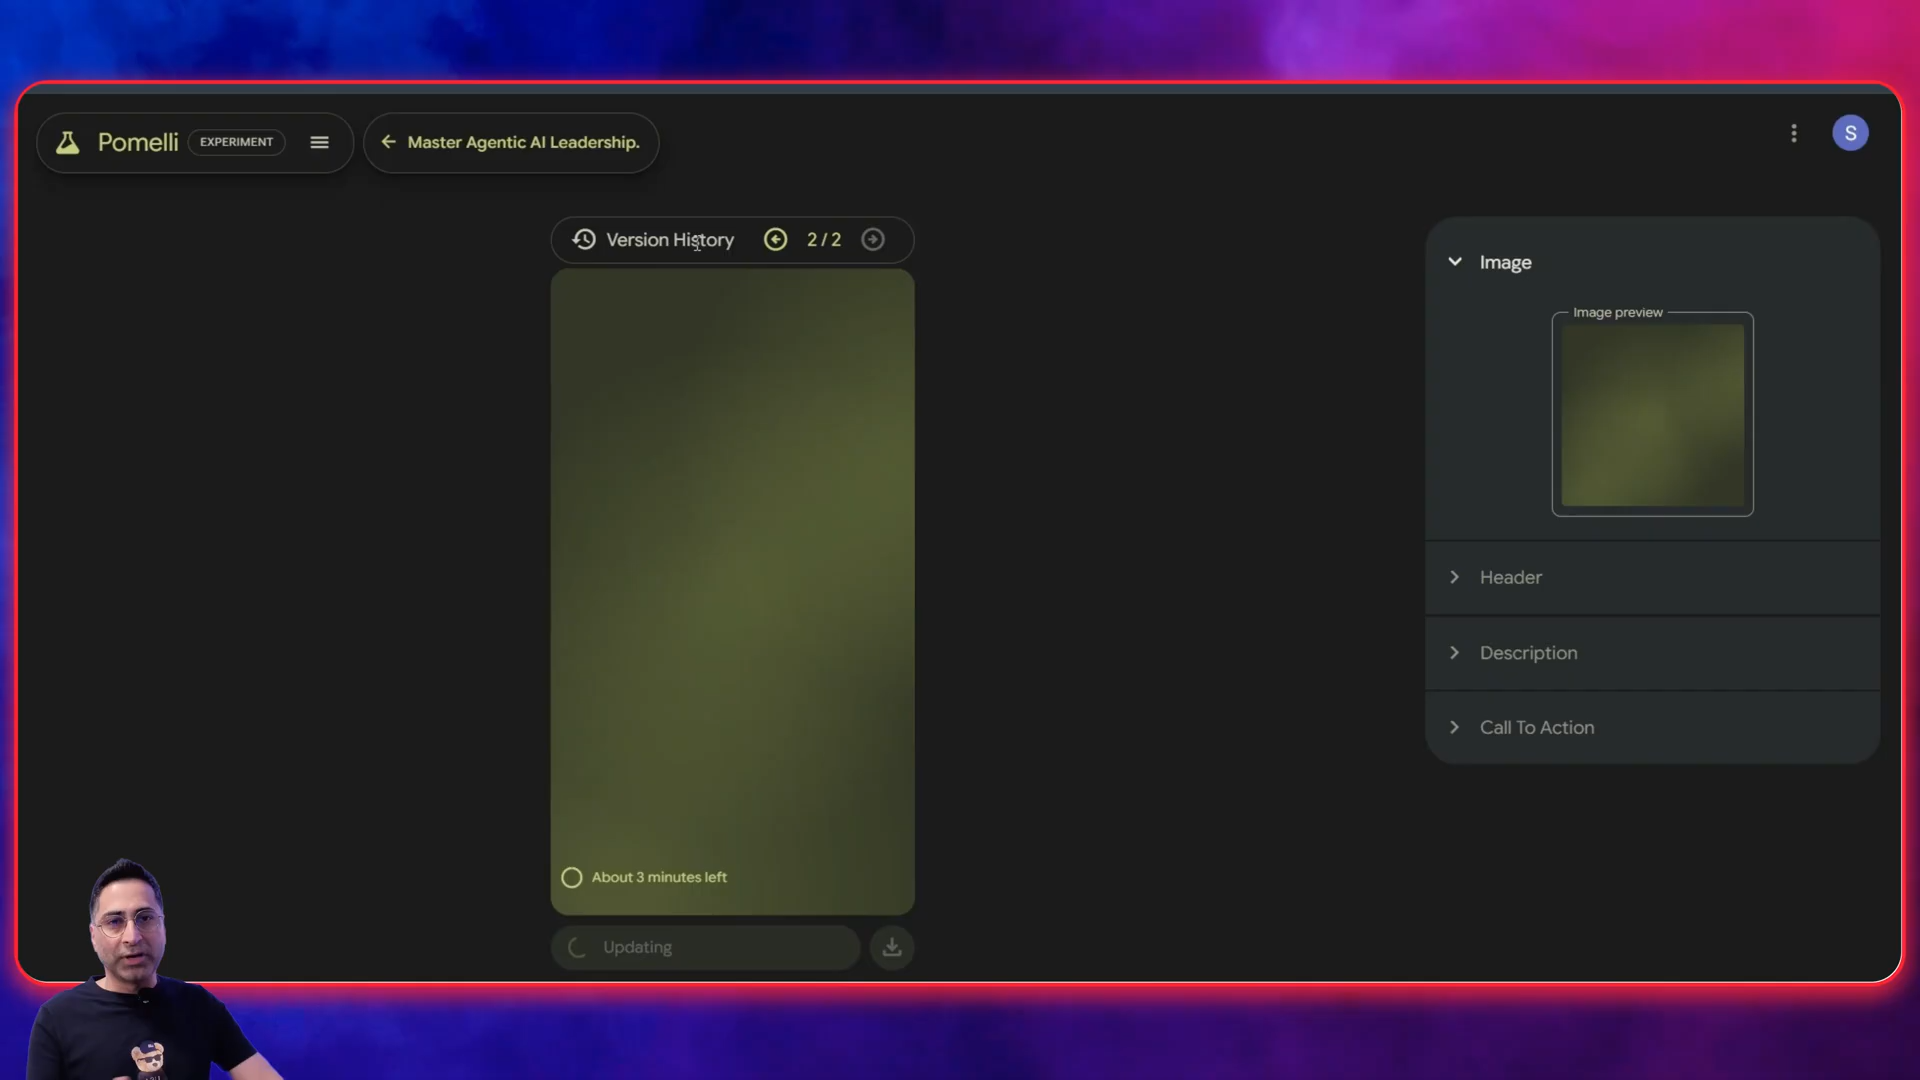 Pomelli EXPERIMENT
Master Agentic AI Leadership.
S
Version History 2 / 2
Image
Image preview
Header
Description
Call To Action
About 3 minutes left
Updating